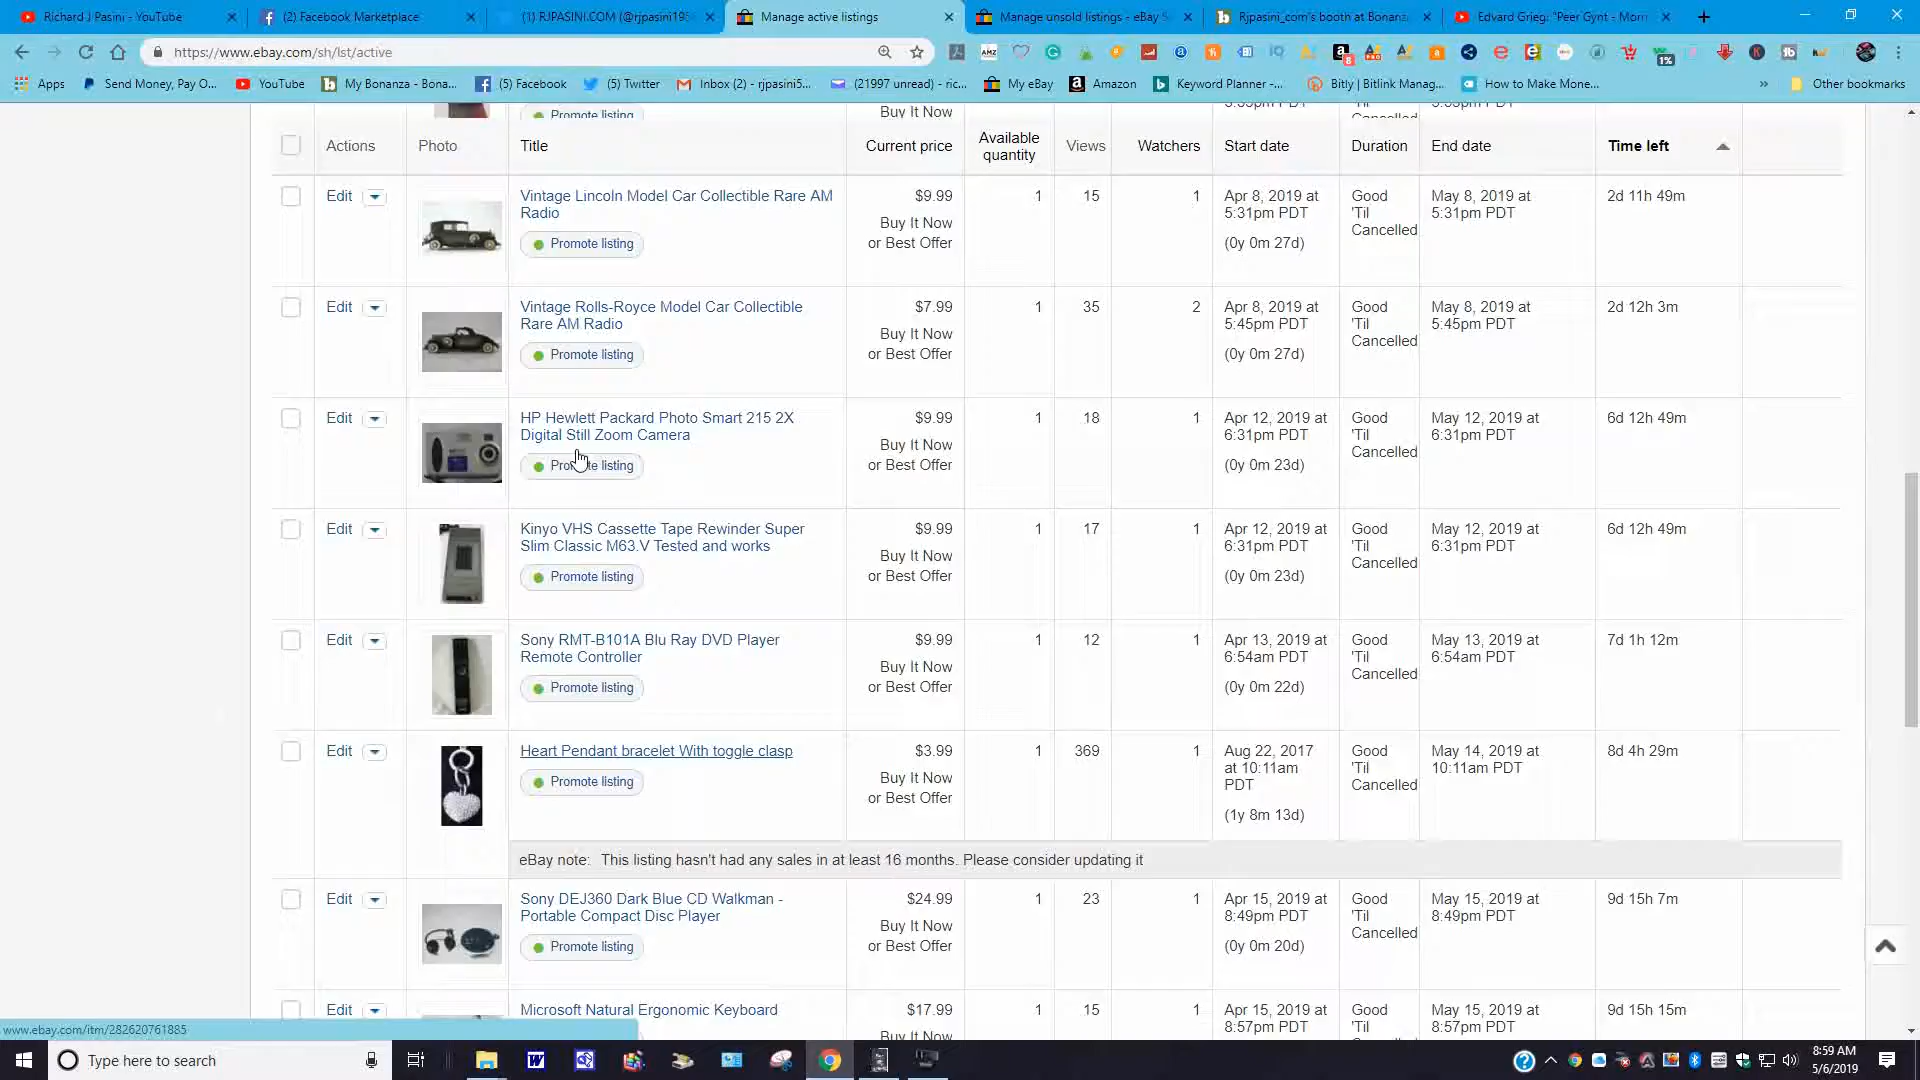 Richard J Pasini - YouTube
(2) Facebook Marketplace
(1) RJPASINI.COM (@rjpasini195
Manage active listings
Manage unsold listings - eBay S
Rjpasini_com's booth at Bonanz
Edvard Grieg: "Peer Gynt - Morn
https://www.ebay.com/sh/lst/active
Apps
Send Money, Pay O...
YouTube
My Bonanza - Bona...
(5) Facebook
(5) Twitter
Inbox (2) - rjpasini5...
(21997 unread) - ric...
My eBay
Amazon
Keyword Planner -...
Bitly | Bitlink Manag...
How to Make Mone...
Other bookmarks
Promote listing
Buy It Now
Actions
Photo
Title
Current price
Available
quantity
Views
Watchers
Start date
Duration
End date
Time left
Edit
Vintage Lincoln Model Car Collectible Rare AM
Radio
Promote listing
$9.99
Buy It Now
or Best Offer
1
15
1
Apr 8, 2019 at
5:31pm PDT
(0y 0m 27d)
Good
'Til
Cancelled
May 8, 2019 at
5:31pm PDT
2d 11h 49m
Edit
Vintage Rolls-Royce Model Car Collectible
Rare AM Radio
Promote listing
$7.99
Buy It Now
or Best Offer
1
35
2
Apr 8, 2019 at
5:45pm PDT
(0y 0m 27d)
Good
'Til
Cancelled
May 8, 2019 at
5:45pm PDT
2d 12h 3m
Edit
HP Hewlett Packard Photo Smart 215 2X
Digital Still Zoom Camera
Promote listing
$9.99
Buy It Now
or Best Offer
1
18
1
Apr 12, 2019 at
6:31pm PDT
(0y 0m 23d)
Good
'Til
Cancelled
May 12, 2019 at
6:31pm PDT
6d 12h 49m
Edit
Kinyo VHS Cassette Tape Rewinder Super
Slim Classic M63.V Tested and works
Promote listing
$9.99
Buy It Now
or Best Offer
1
17
1
Apr 12, 2019 at
6:31pm PDT
(0y 0m 23d)
Good
'Til
Cancelled
May 12, 2019 at
6:31pm PDT
6d 12h 49m
Edit
Sony RMT-B101A Blu Ray DVD Player
Remote Controller
Promote listing
$9.99
Buy It Now
or Best Offer
1
12
1
Apr 13, 2019 at
6:54am PDT
(0y 0m 22d)
Good
'Til
Cancelled
May 13, 2019 at
6:54am PDT
7d 1h 12m
Edit
Heart Pendant bracelet With toggle clasp
Promote listing
$3.99
Buy It Now
or Best Offer
1
369
1
Aug 22, 2017
at 10:11am
PDT
(1y 8m 13d)
Good
'Til
Cancelled
May 14, 2019 at
10:11am PDT
8d 4h 29m
eBay note: This listing hasn't had any sales in at least 16 months. Please consider updating it
Edit
Sony DEJ360 Dark Blue CD Walkman -
Portable Compact Disc Player
Promote listing
$24.99
Buy It Now
or Best Offer
1
23
1
Apr 15, 2019 at
8:49pm PDT
(0y 0m 20d)
Good
'Til
Cancelled
May 15, 2019 at
8:49pm PDT
9d 15h 7m
Edit
Microsoft Natural Ergonomic Keyboard
$17.99
Buy It Now
1
15
1
Apr 15, 2019 at
8:57pm PDT
Good
'Til
May 15, 2019 at
8:57pm PDT
9d 15h 15m
www.ebay.com/itm/282620761885
Type here to search
8:59 AM
5/6/2019